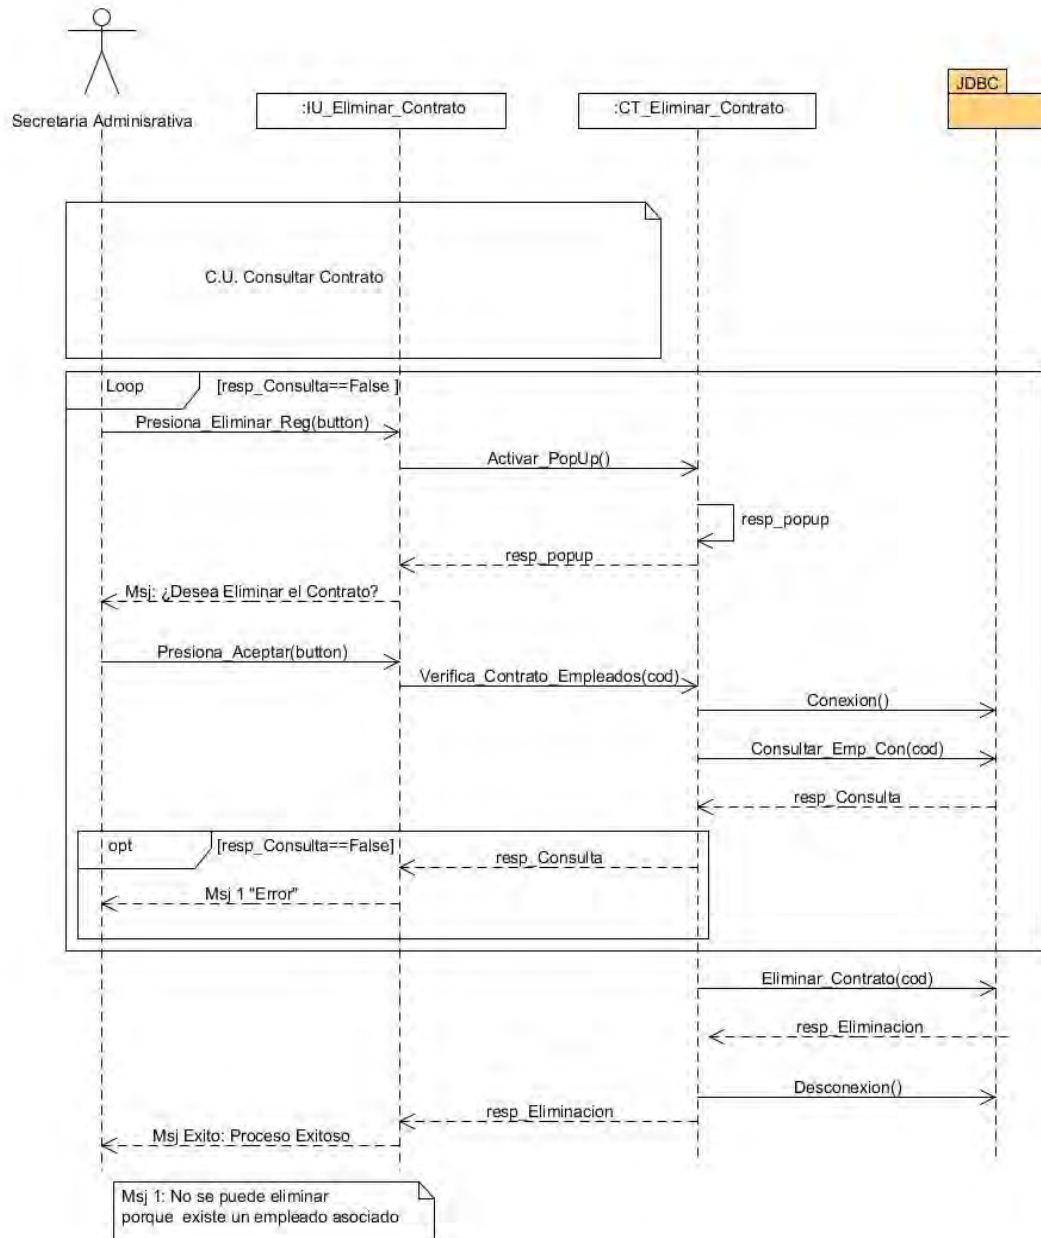 JDBC
Secretaria Adminisrativa
:IU_Eliminar_Contrato
:CT_Eliminar_Contrato
C.U. Consultar Contrato
Loop
[resp_Consulta==False ]
Presiona_Eliminar_Reg(button)
Activar_PopUp()
resp_popup
resp_popup
Msj: ¿Desea Eliminar el Contrato?
Presiona_Aceptar(button)
Verifica_Contrato_Empleados(cod)
Conexion()
Consultar_Emp_Con(cod)
resp_Consulta
opt
[resp_Consulta==False]
resp_Consulta
Msj 1 "Error"
Eliminar_Contrato(cod)
resp_Eliminacion
Desconexion()
resp_Eliminacion
Msj Exito: Proceso Exitoso
Msj 1: No se puede eliminar
porque existe un empleado asociado